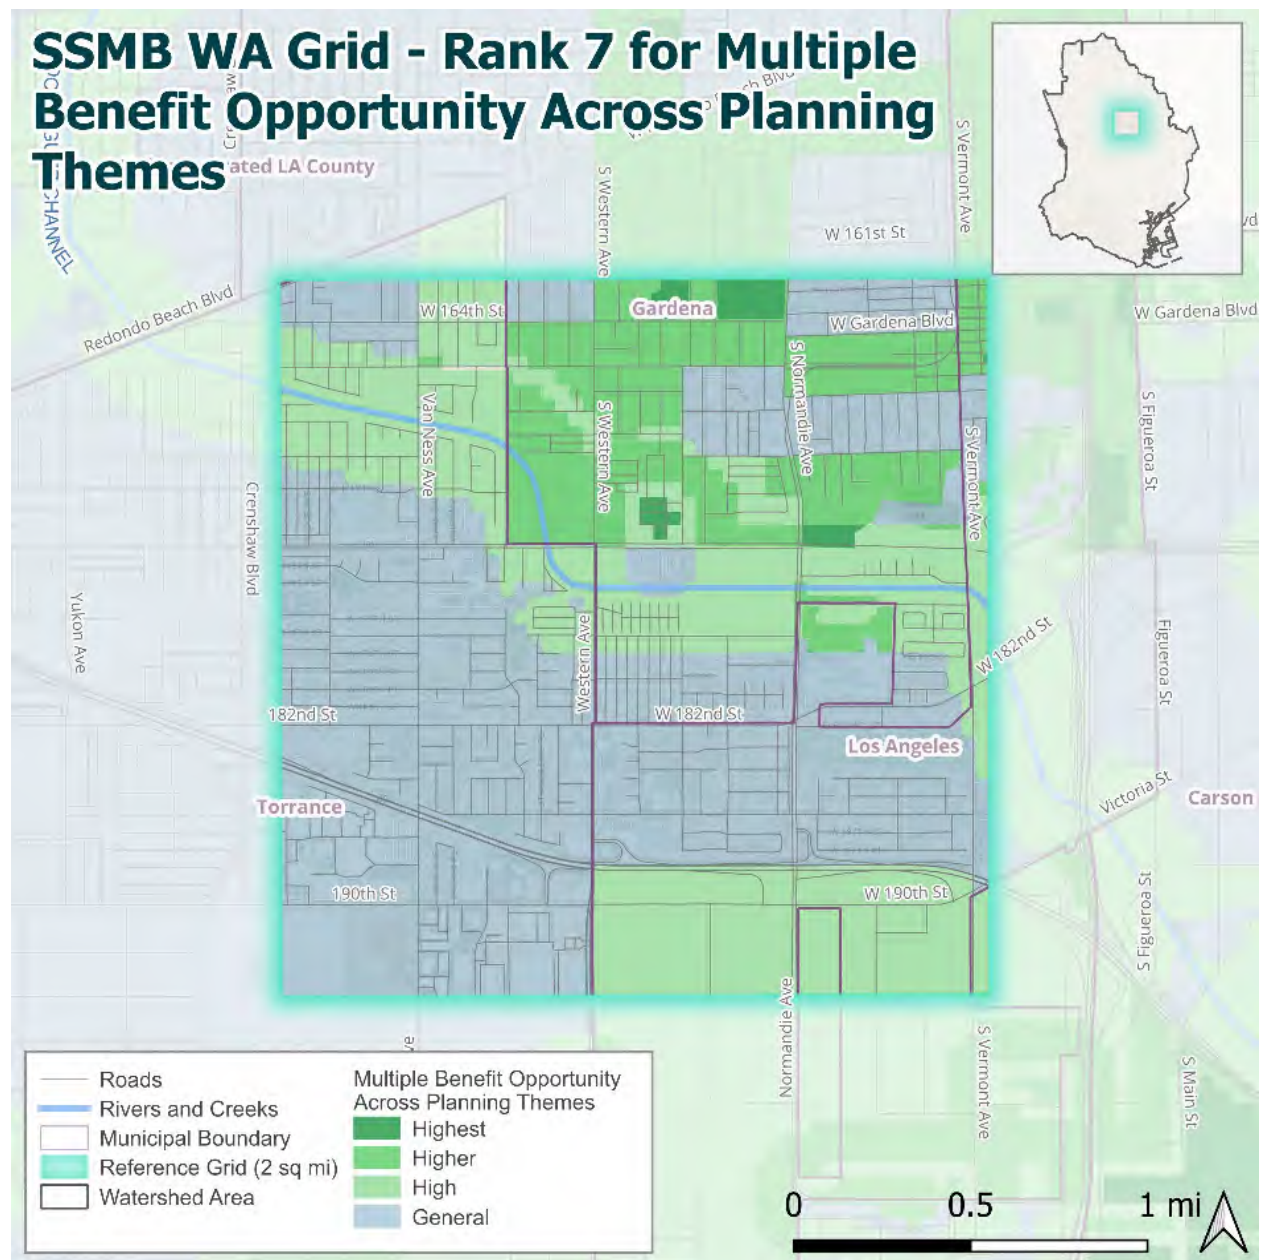 SSMB WA Grid - Rank 7 for Multiple
Benefit Opportunity Across Planning
Themes
ated LA County
CHANNEL
S Western Ave
S Vermont Ave
W 161st St
Redondo Beach Blvd
W 164th St
Gardena
W Gardena Blvd
W Gardena Blvd
S Normandie Ave
Van Ness Ave
S Western Ave
S Vermont Ave
S Figueroa St
Crenshaw Blvd
Yukon Ave
Western Ave
W 182nd St
Figueroa St
182nd St
W 182nd St
Los Angeles
Torrance
Victoria St
Carson
190th St
W 190th St
S Figueroa St
Normandie Ave
S Vermont Ave
S Main St
Roads
Rivers and Creeks
Municipal Boundary
Reference Grid (2 sq mi)
Watershed Area
Multiple Benefit Opportunity
Across Planning Themes
Highest
Higher
High
General
0 0.5 1 mi